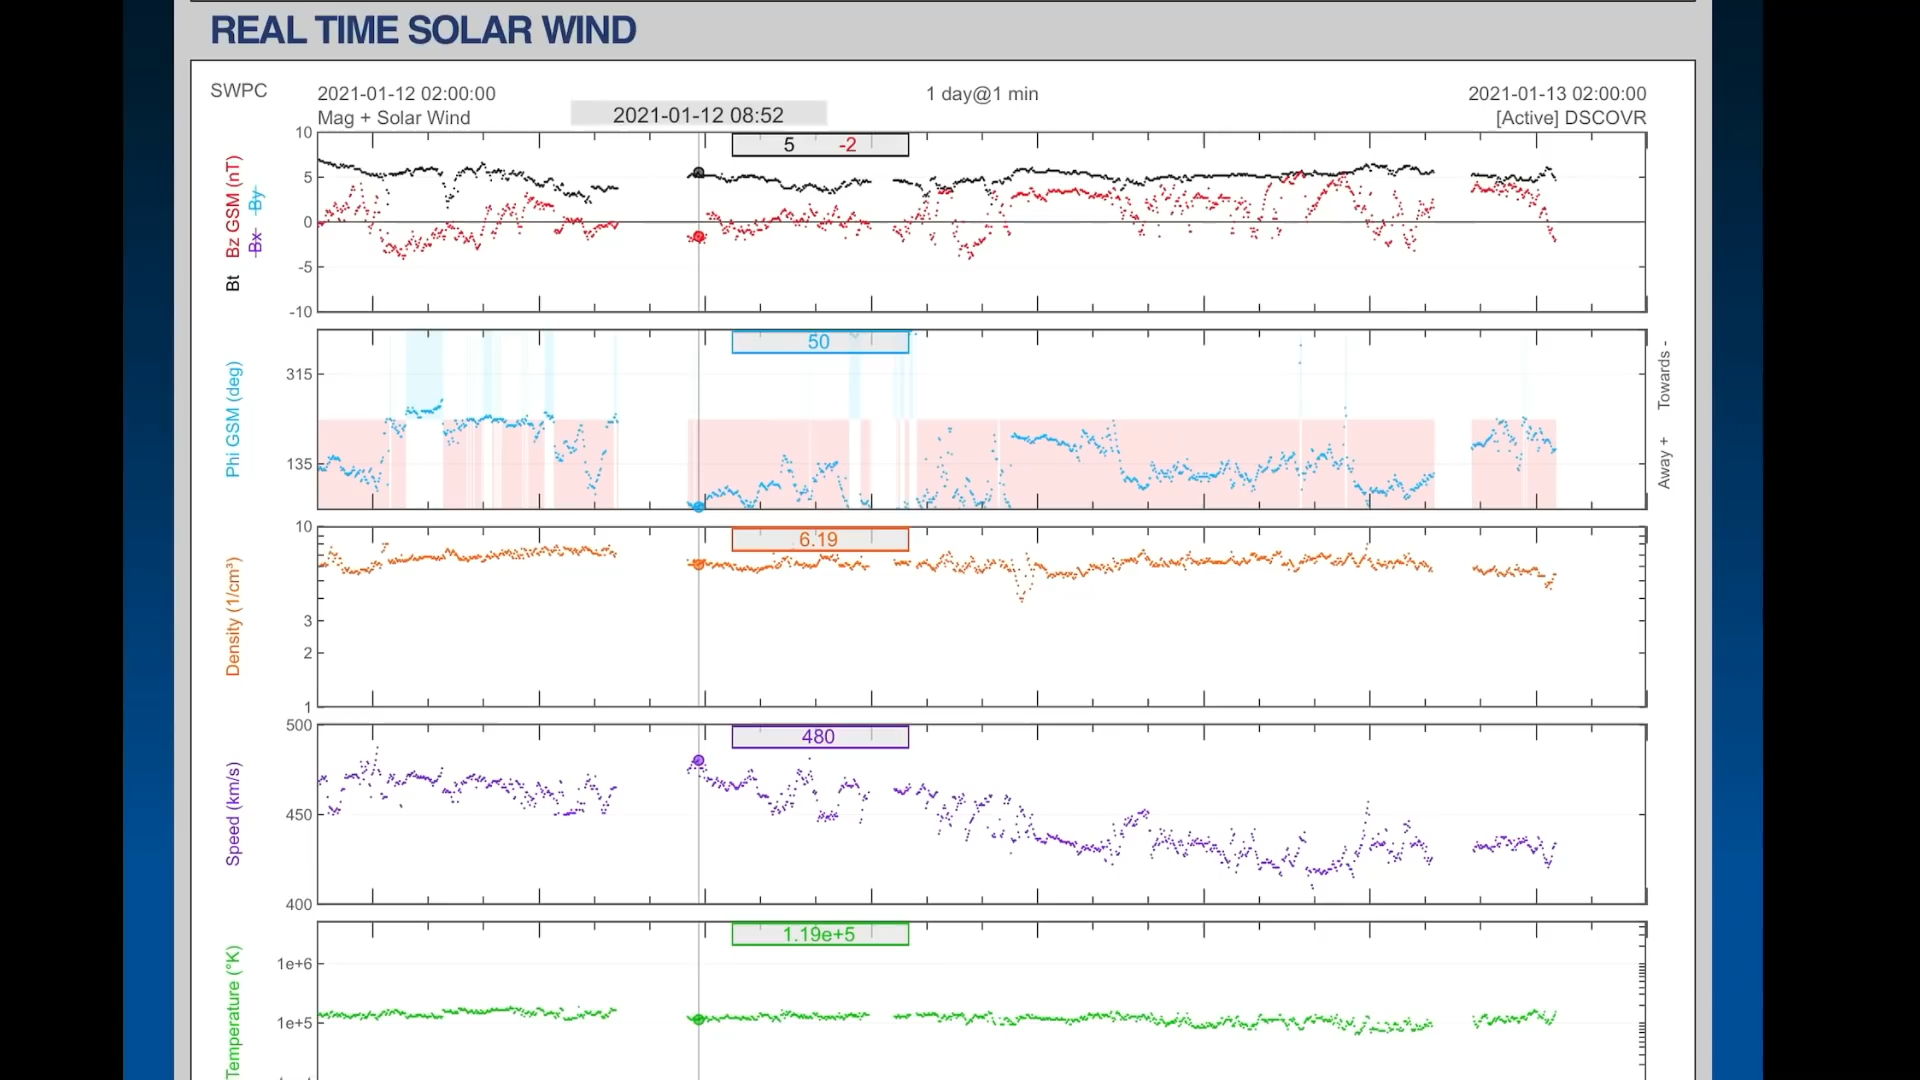 REAL TIME SOLAR WIND
SWPC
2021-01-12 02:00:00
1 day@1 min
2021-01-13 02:00:00
Mag + Solar Wind
2021-01-12 08:52
[Active] DSCOVR
5 -2
10
5
0
-5
-10
Bt Bz GSM (nT)
Bx By
50
315
135
Phi GSM (deg)
Away + Towards -
6.19
10
3
2
1
Density (1/cm³)
480
500
450
400
Speed (km/s)
1.19e+5
1e+6
1e+5
Temperature (°K)